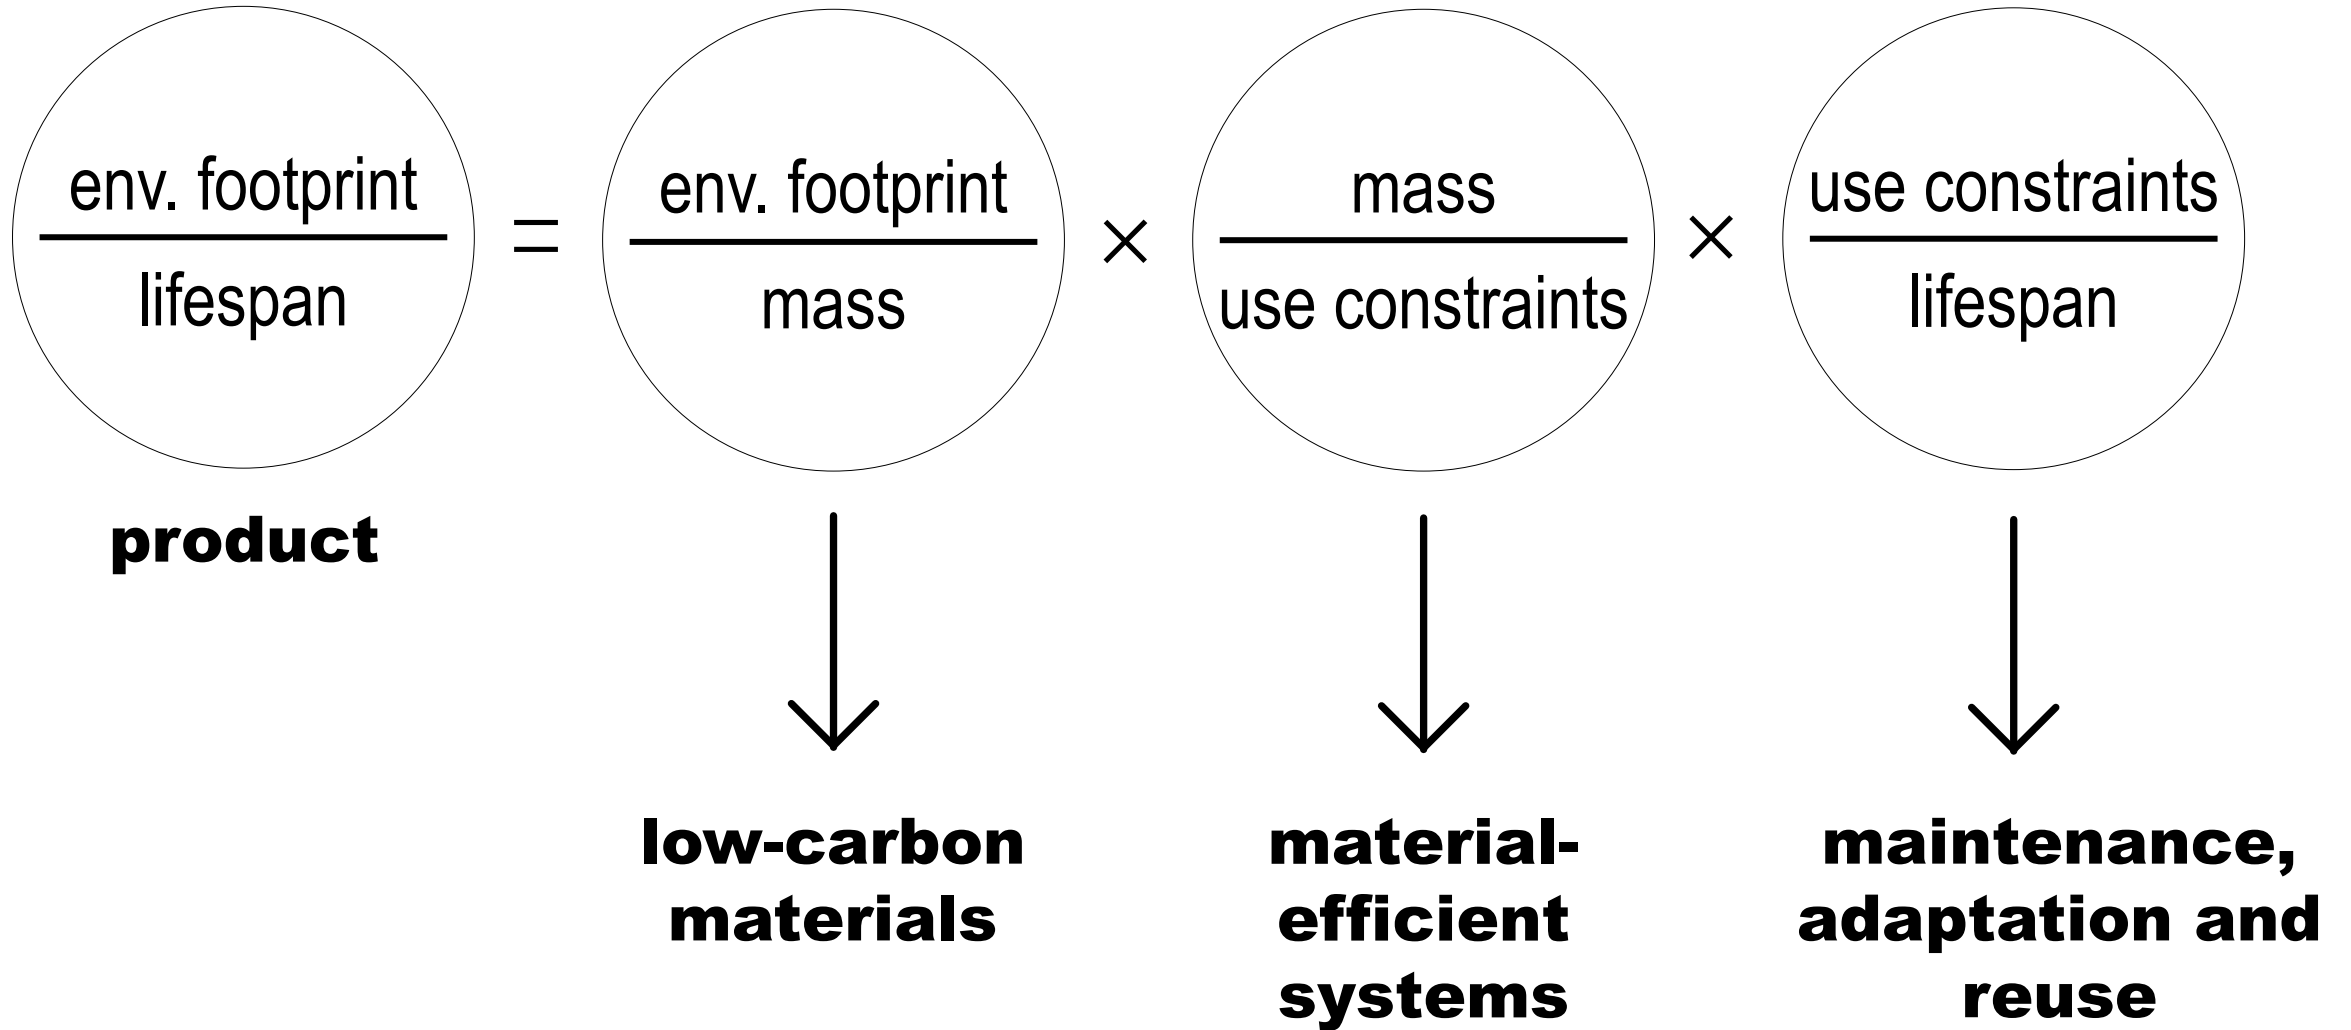 env. footprint
lifespan
=
env. footprint
mass
×
mass
use constraints
×
use constraints
lifespan
product
low-carbon
materials
material-
efficient
systems
maintenance,
adaptation and
reuse